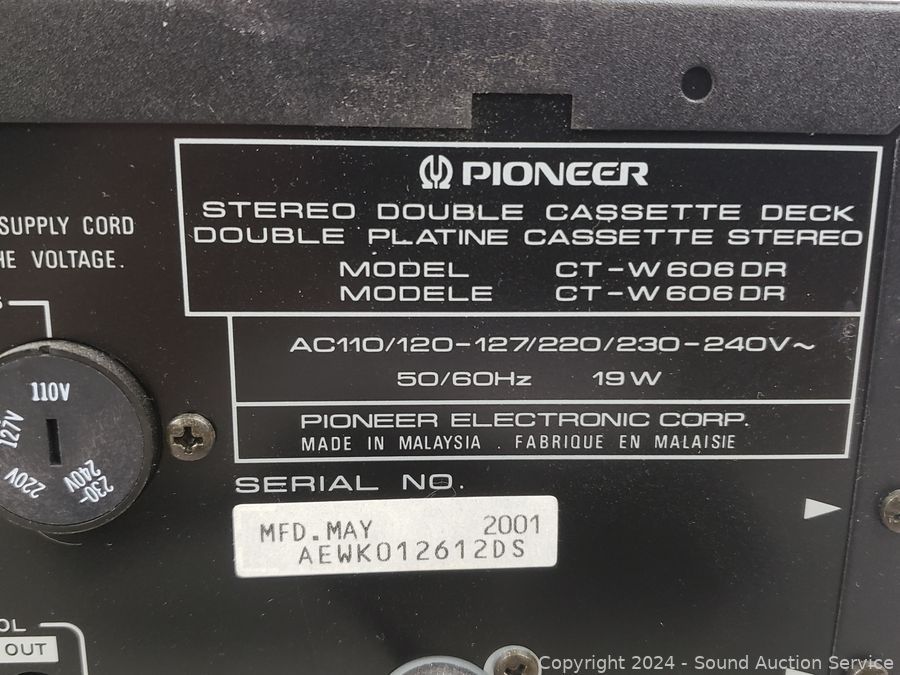 PIONEER
STEREO DOUBLE CASSETTE DECK
DOUBLE PLATINE CASSETTE STEREO
MODEL CT-W606DR
MODELE CT-W606DR
SUPPLY CORD
HE VOLTAGE.
S
AC110/120-127/220/230-240V~
50/60Hz 19W
110V
127V
220V
230-
240V
PIONEER ELECTRONIC CORP.
MADE IN MALAYSIA . FABRIQUE EN MALAISIE
SERIAL NO.
MFD.MAY 2001
AEWK012612DS
OL
OUT
Copyright 2024 - Sound Auction Service